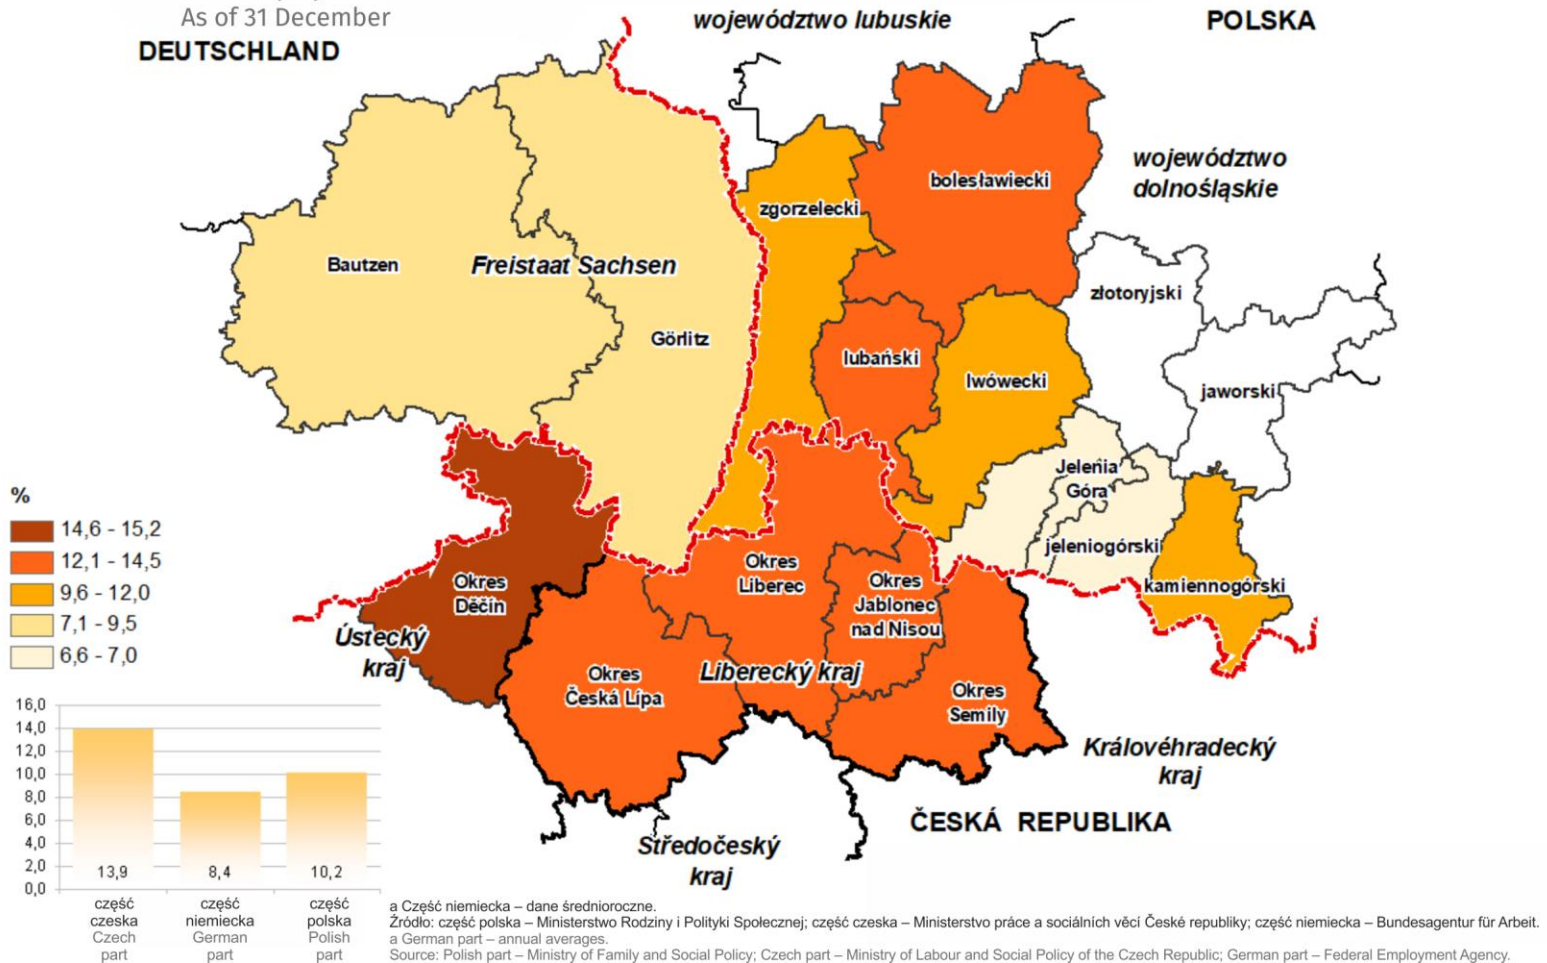 As of 31 December
DEUTSCHLAND
województwo lubuskie
POLSKA
województwo
dolnośląskie
bolesławiecki
zgorzelecki
Bautzen
Freistaat Sachsen
złotoryjski
Görlitz
lubański
lwówecki
jaworski
Jelenia
Góra
jeleniogórski
kamiennogórski
%
14,6 - 15,2
12,1 - 14,5
9,6 - 12,0
7,1 - 9,5
6,6 - 7,0
Okres
Děčín
Ústecký
kraj
Okres
Liberec
Okres
Jablonec
nad Nisou
Okres
Česká Lípa
Liberecký kraj
Okres
Semily
Královéhradecký
kraj
ČESKÁ REPUBLIKA
Středočeský
kraj
16,0
14,0
12,0
10,0
8,0
6,0
4,0
2,0
0,0
13,9
8,4
10,2
część
czeska
Czech
part
część
niemiecka
German
part
część
polska
Polish
part
a Część niemiecka – dane średnioroczne.
Źródło: część polska – Ministerstwo Rodziny i Polityki Społecznej; część czeska – Ministerstvo práce a sociálních věcí České republiky; część niemiecka – Bundesagentur für Arbeit.
a German part – annual averages.
Source: Polish part – Ministry of Family and Social Policy; Czech part – Ministry of Labour and Social Policy of the Czech Republic; German part – Federal Employment Agency.